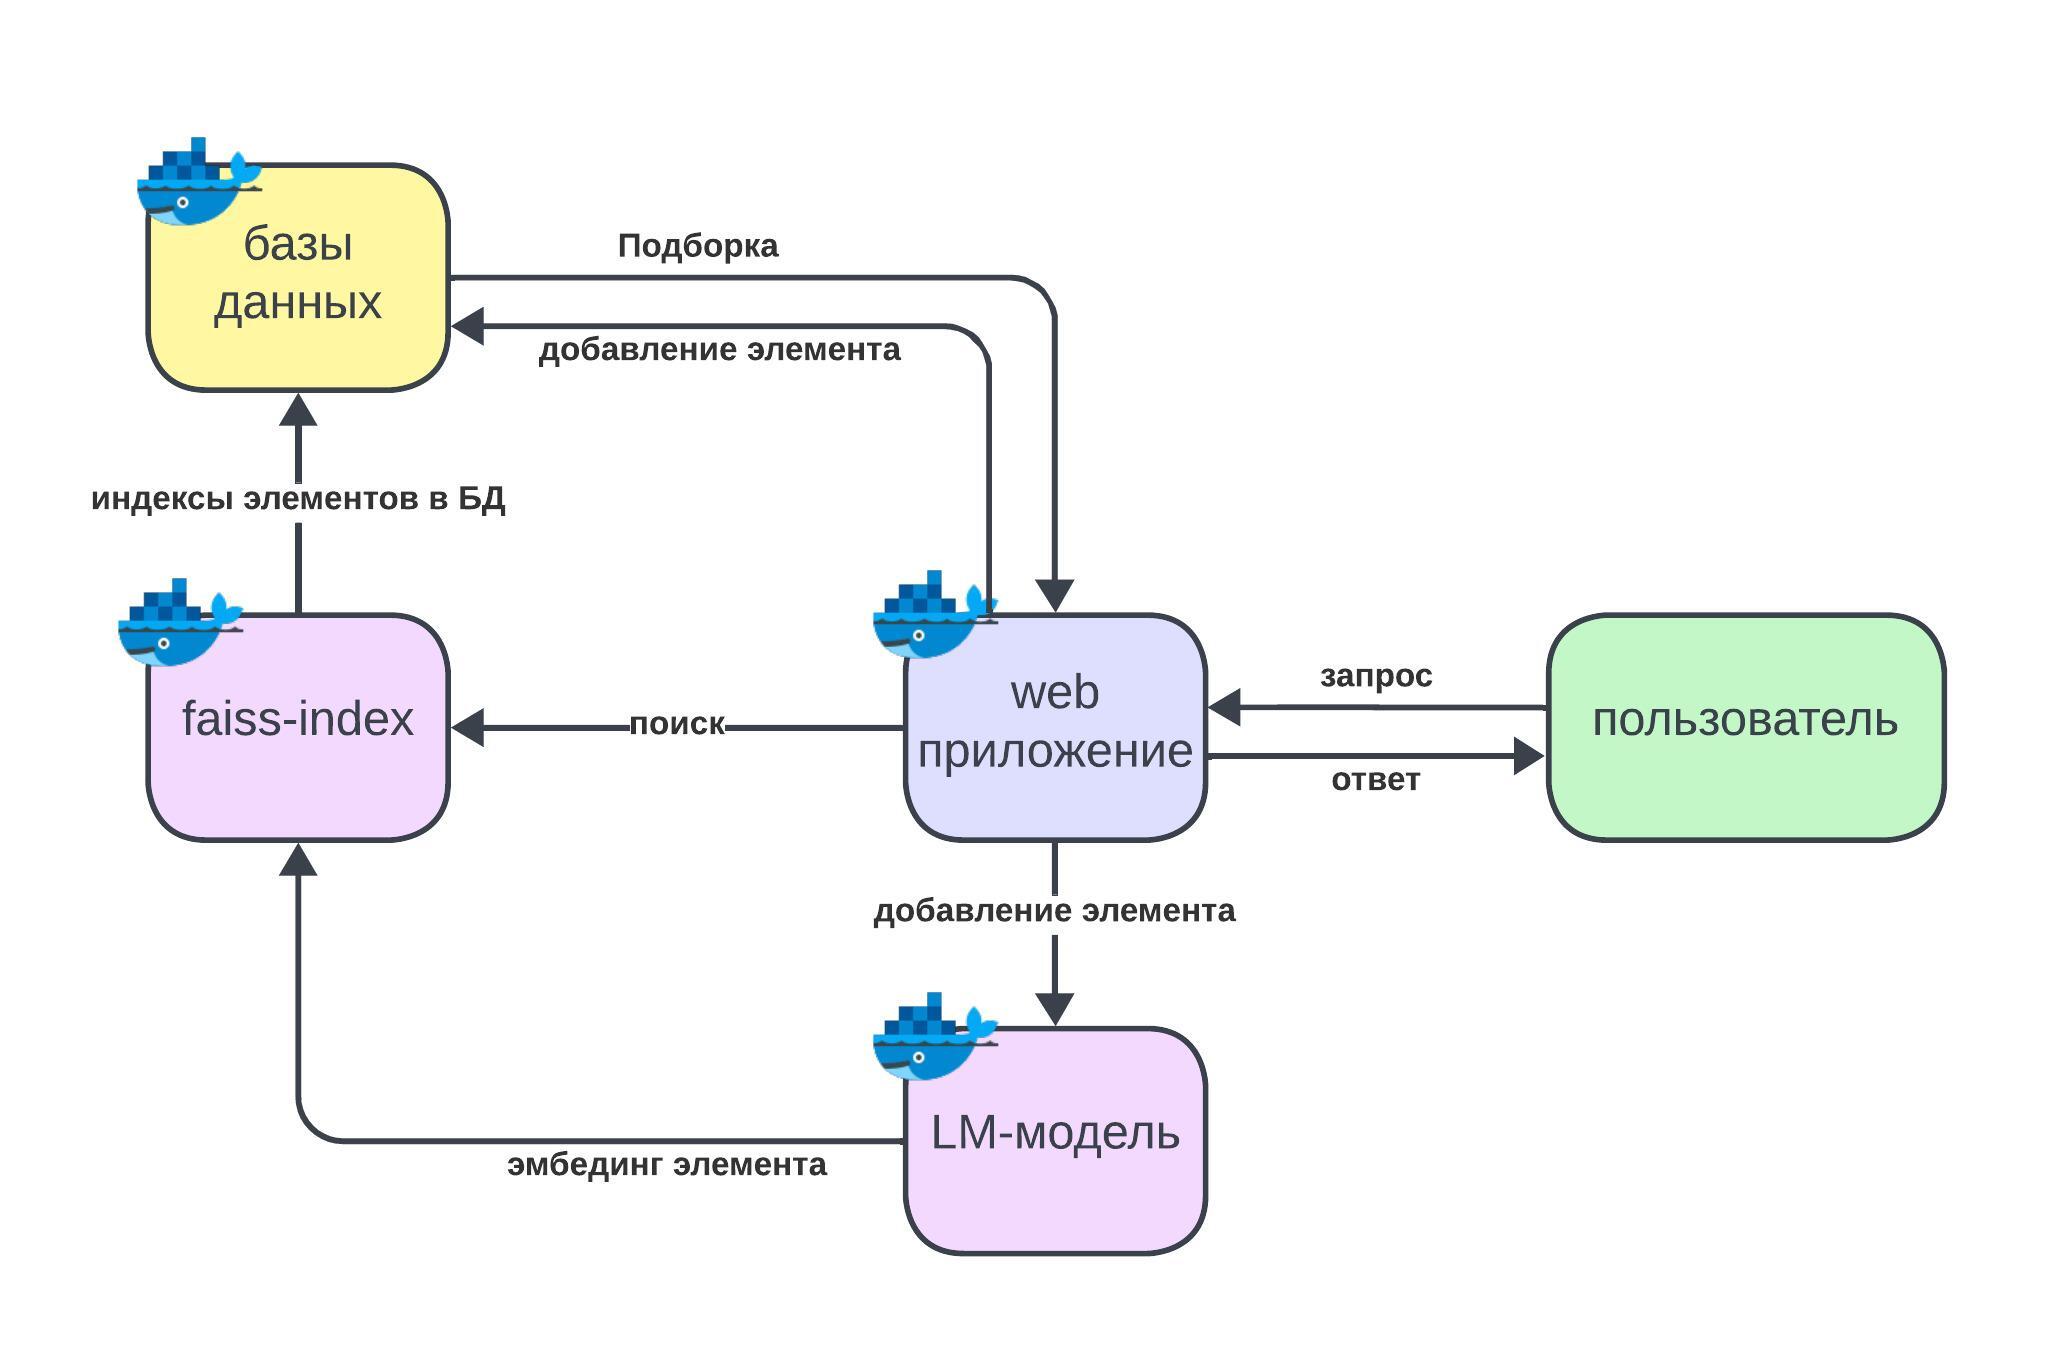 базы
данных
Подборка
добавление элемента
индексы элементов в БД
faiss-index
поиск
web
приложение
запрос
ответ
пользователь
добавление элемента
LM-модель
эмбединг элемента